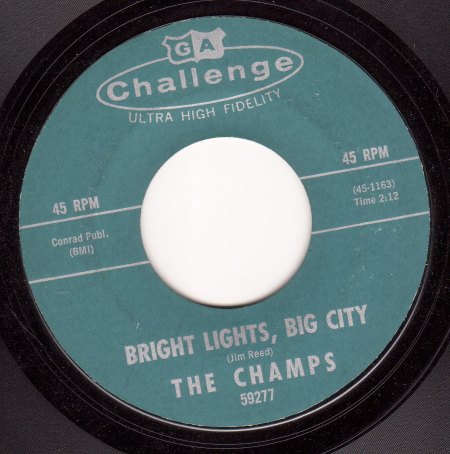 GA
Challenge
ULTRA HIGH FIDELITY
45 RPM
45 RPM
(45-1163)
Time 2:12
Conrad Publ.
(BMI)
BRIGHT LIGHTS, BIG CITY
(Jim Reed)
THE CHAMPS
59277